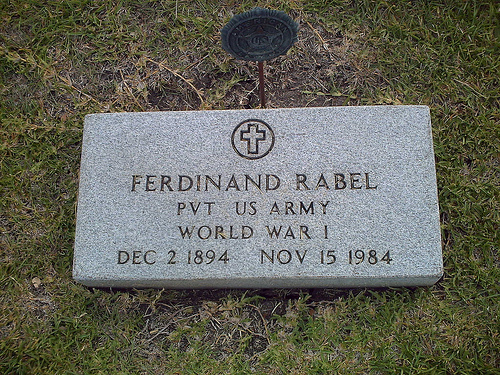 FERDINAND RABEL
PVT US ARMY
WORLD WAR I
DEC 2 1894 NOV 15 1984